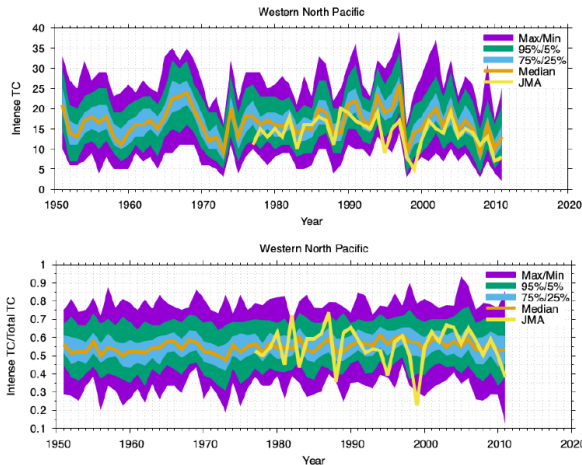 Western North Pacific
Intense TC
40
35
30
25
20
15
10
5
0
Max/Min
95%/5%
75%/25%
Median
JMA
1950 1960 1970 1980 1990 2000 2010 2020
Year
Western North Pacific
Intense TC/Total TC
1
0.9
0.8
0.7
0.6
0.5
0.4
0.3
0.2
0.1
Max/Min
95%/5%
75%/25%
Median
JMA
1950 1960 1970 1980 1990 2000 2010 2020
Year